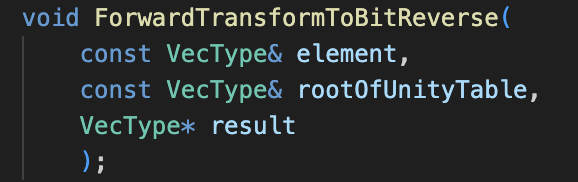 void ForwardTransformToBitReverse(
const VecType& element,
const VecType& rootOfUnityTable,
VecType* result
);